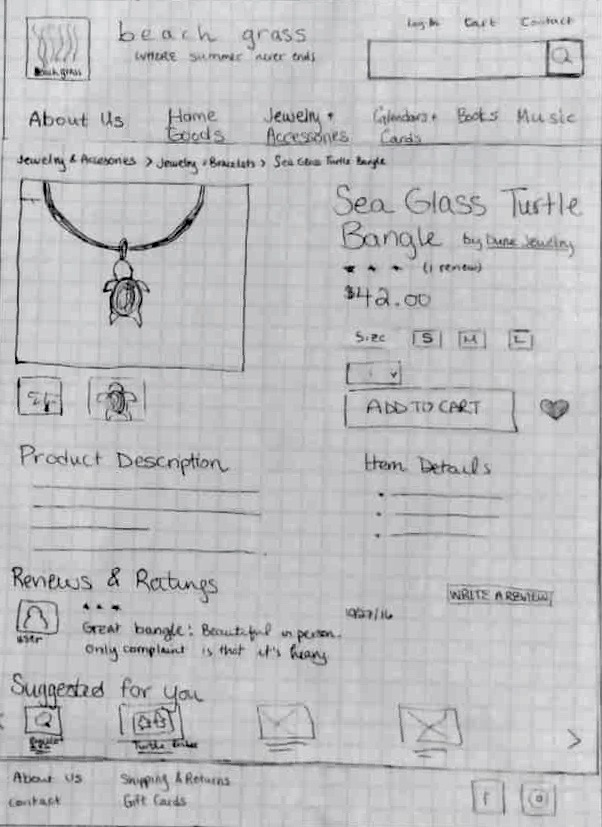 beach grass
Log In Cart Contact
where summer never ends
beach grass
About Us Home Goods Jewelry + Accessories Calendars + Cards Books Music
Jewelry & Accesories > Jewelry > Bracelets > Sea Glass Turtle Bangle
Sea Glass Turtle
Bangle by Dune Jewelry
(1 review)
$42.00
Size S M L
1
ADD TO CART
Product Description
Item Details
Reviews & Ratings
WRITE A REVIEW
10/27/16
user
Great bangle! Beautiful in person.
Only complaint is that it's heavy.
Suggested for you
Turtle
About Us Shipping & Returns
Contact Gift Cards
f